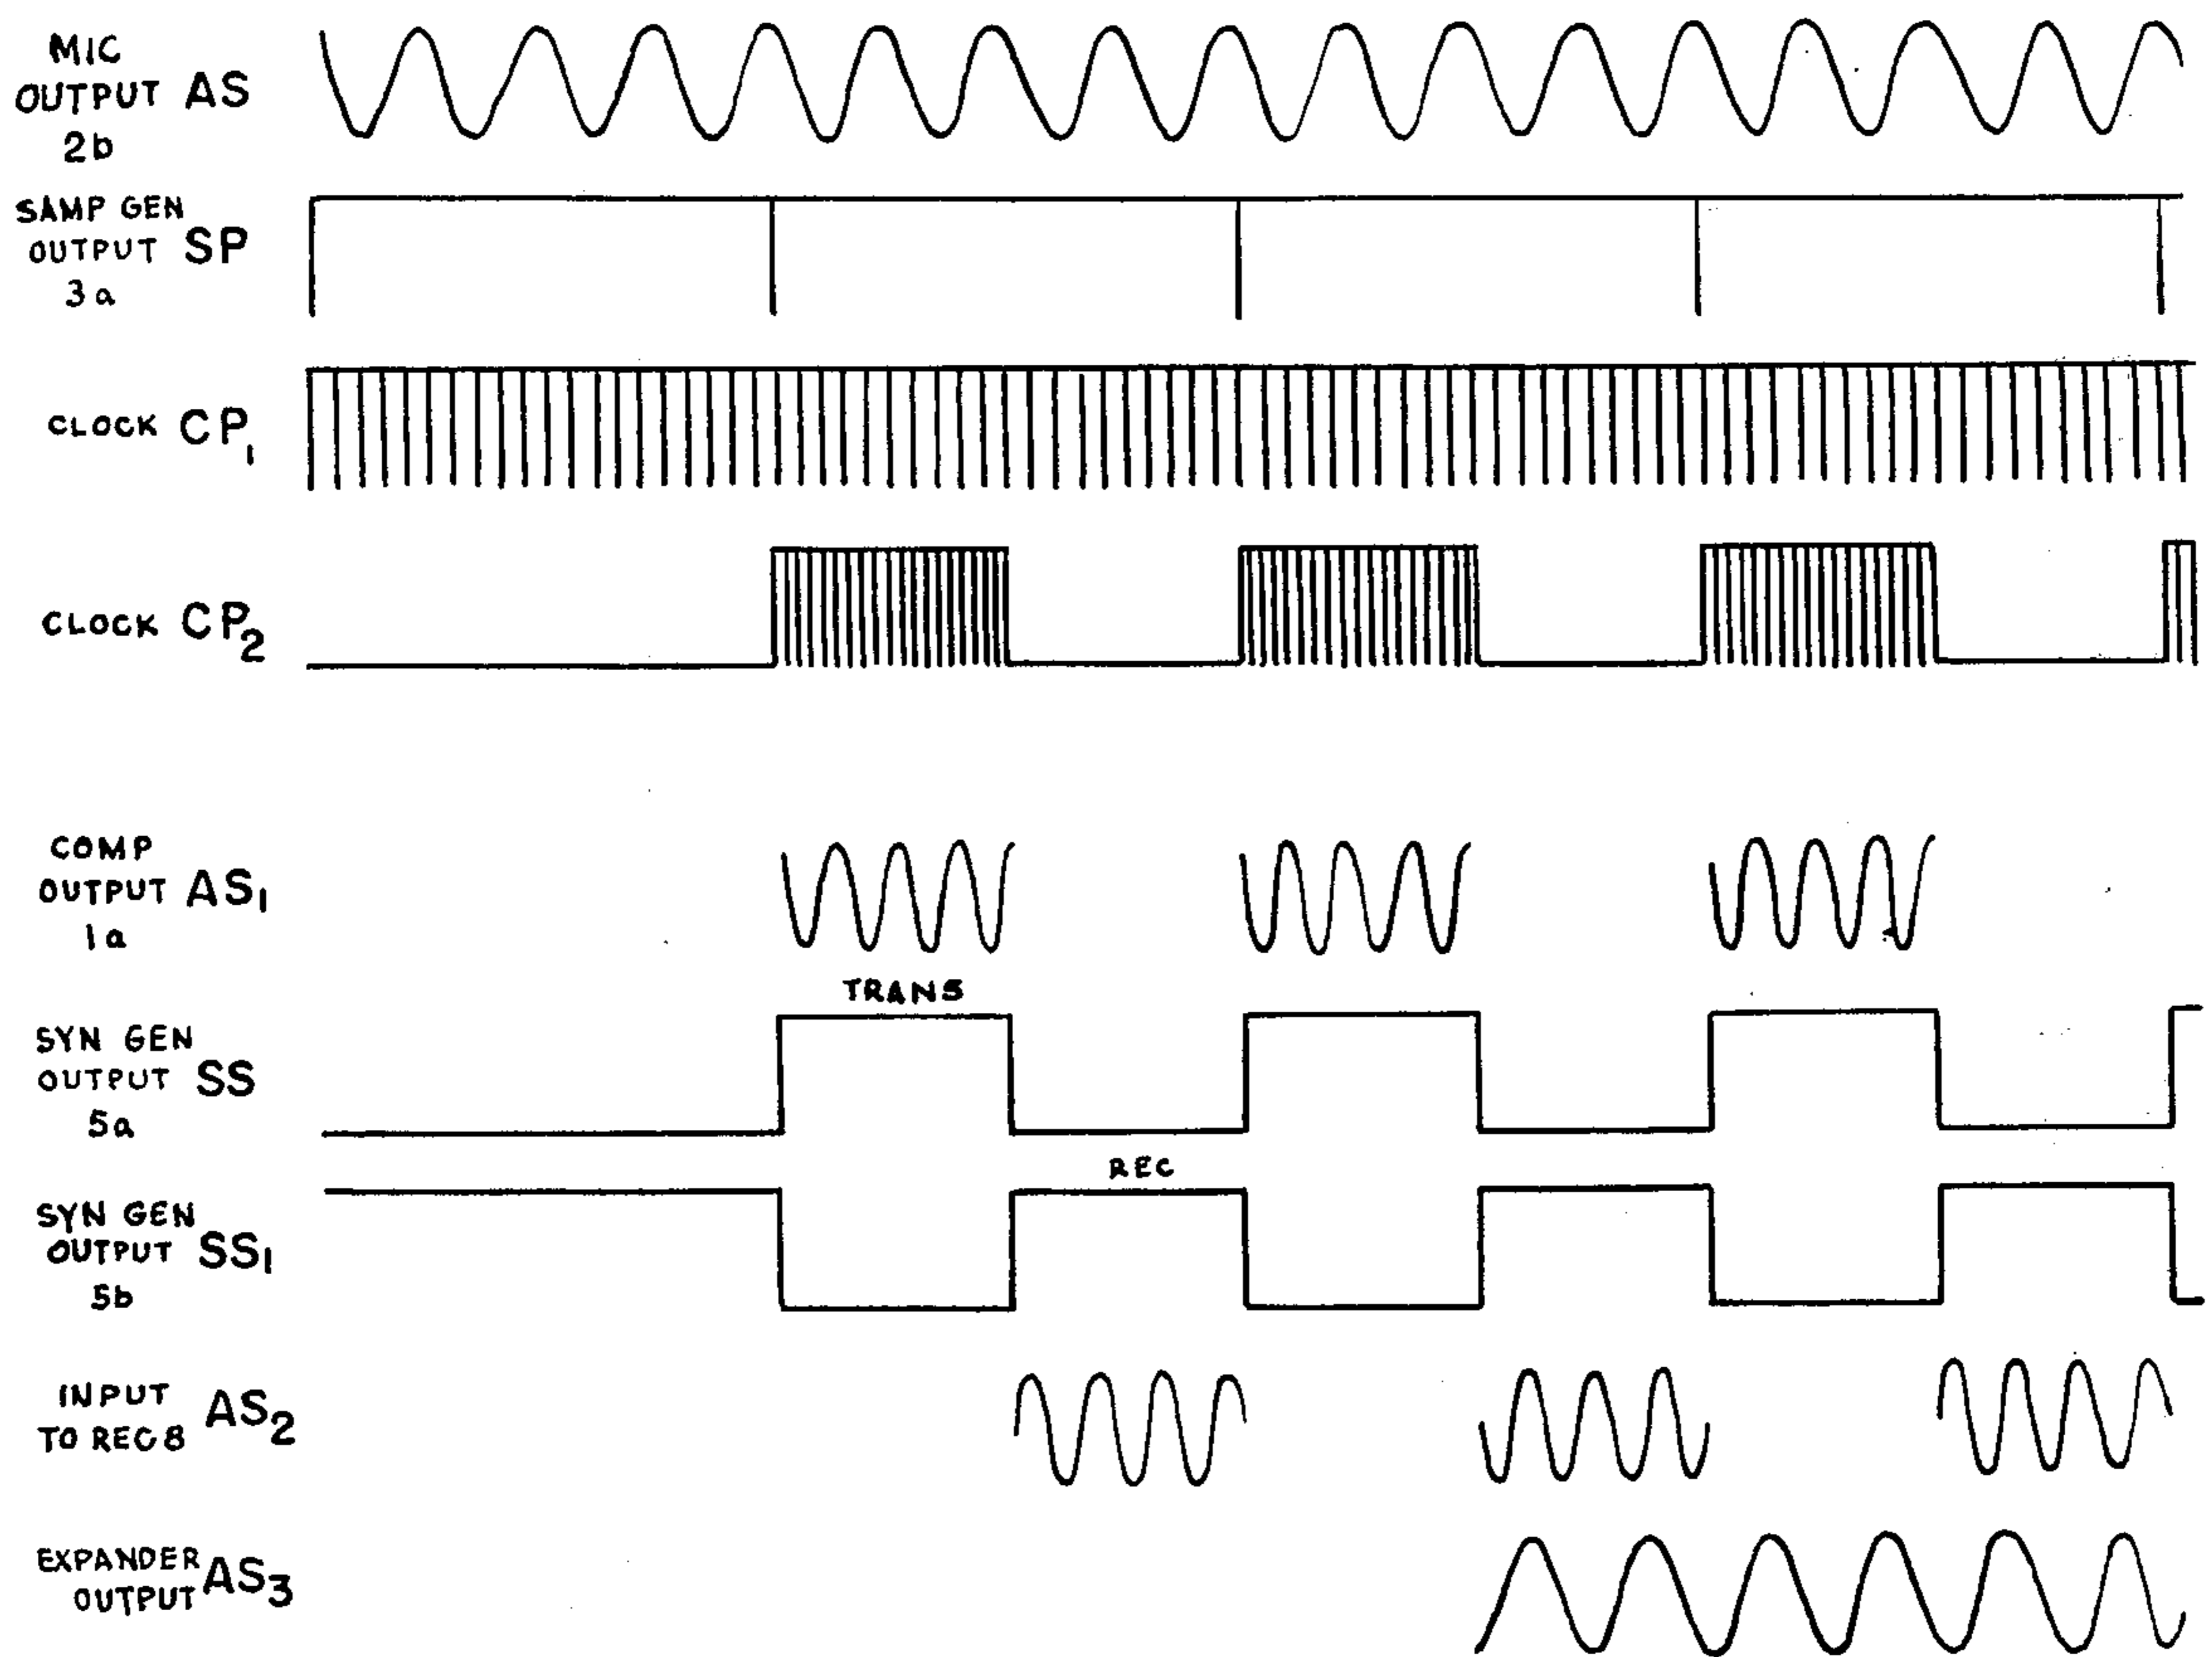 MIC
OUTPUT AS
2b
SAMP GEN
OUTPUT SP
3a
CLOCK CP₁
CLOCK CP₂
COMP
OUTPUT AS₁
1a
TRANS
SYN GEN
OUTPUT SS
5a
REC
SYN GEN
OUTPUT SS₁
5b
INPUT
TO REC 8 AS₂
EXPANDER
OUTPUT AS₃